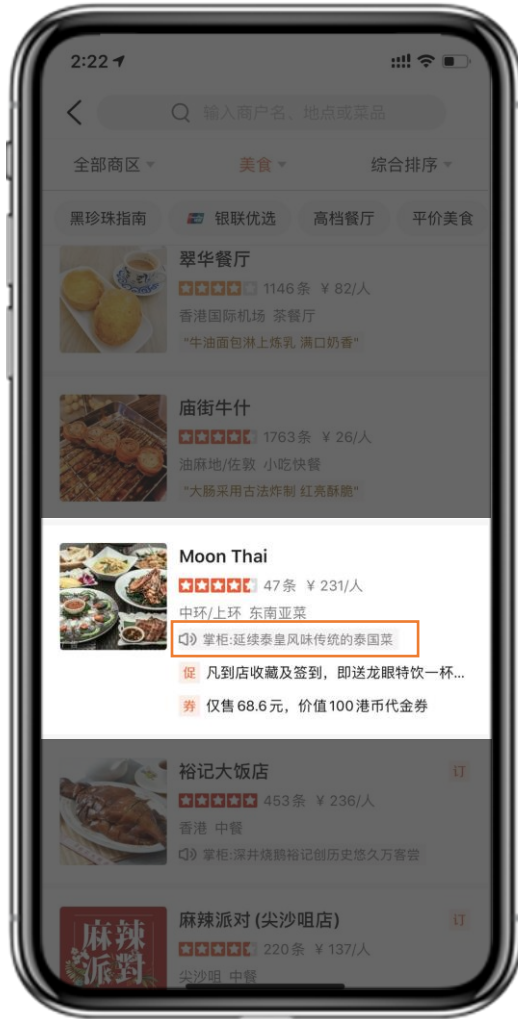 2:22
输入商户名、地点或菜品
全部商区 美食 综合排序
黑珍珠指南 银联优选 高档餐厅 平价美食
翠华餐厅
1146条 ¥ 82/人
香港国际机场 茶餐厅
"牛油面包淋上炼乳 满口奶香"
庙街牛什
1763条 ¥ 26/人
油麻地/佐敦 小吃快餐
"大肠采用古法炸制 红亮酥脆"
Moon Thai
47条 ¥ 231/人
中环/上环 东南亚菜
掌柜:延续泰皇风味传统的泰国菜
促 凡到店收藏及签到，即送龙眼特饮一杯...
券 仅售68.6元，价值100港币代金券
裕记大饭店 订
453条 ¥ 236/人
香港 中餐
掌柜:深井烧鹅裕记创历史悠久万客尝
麻辣派對
麻辣派对(尖沙咀店) 订
220条 ¥ 137/人
尖沙咀 中餐